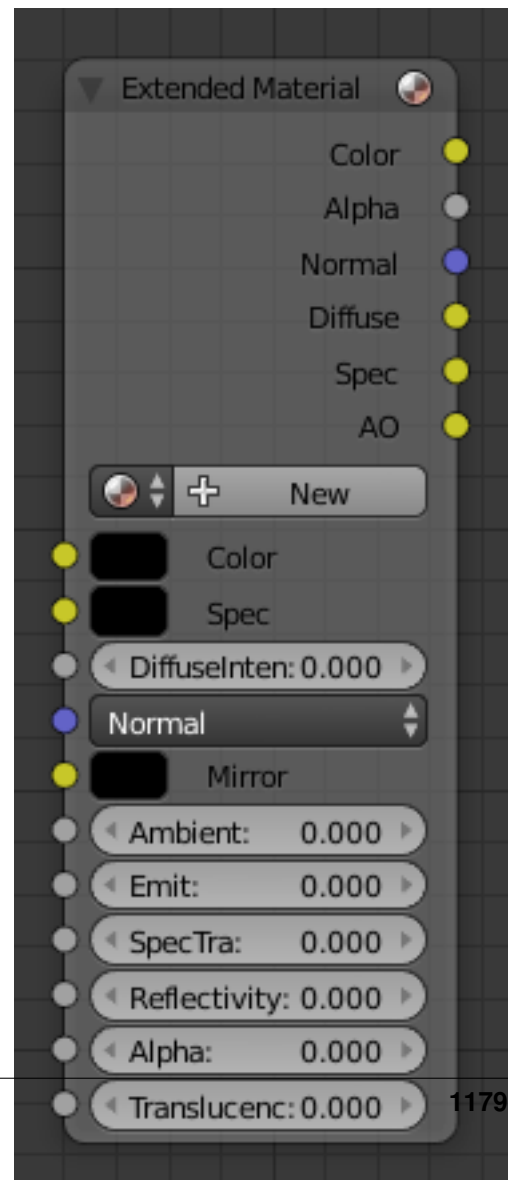 Extended Material
Color
Alpha
Normal
Diffuse
Spec
AO
New
Color
Spec
DiffuseInten: 0.000
Normal
Mirror
Ambient: 0.000
Emit: 0.000
SpecTra: 0.000
Reflectivity: 0.000
Alpha: 0.000
Translucenc: 0.000
1179